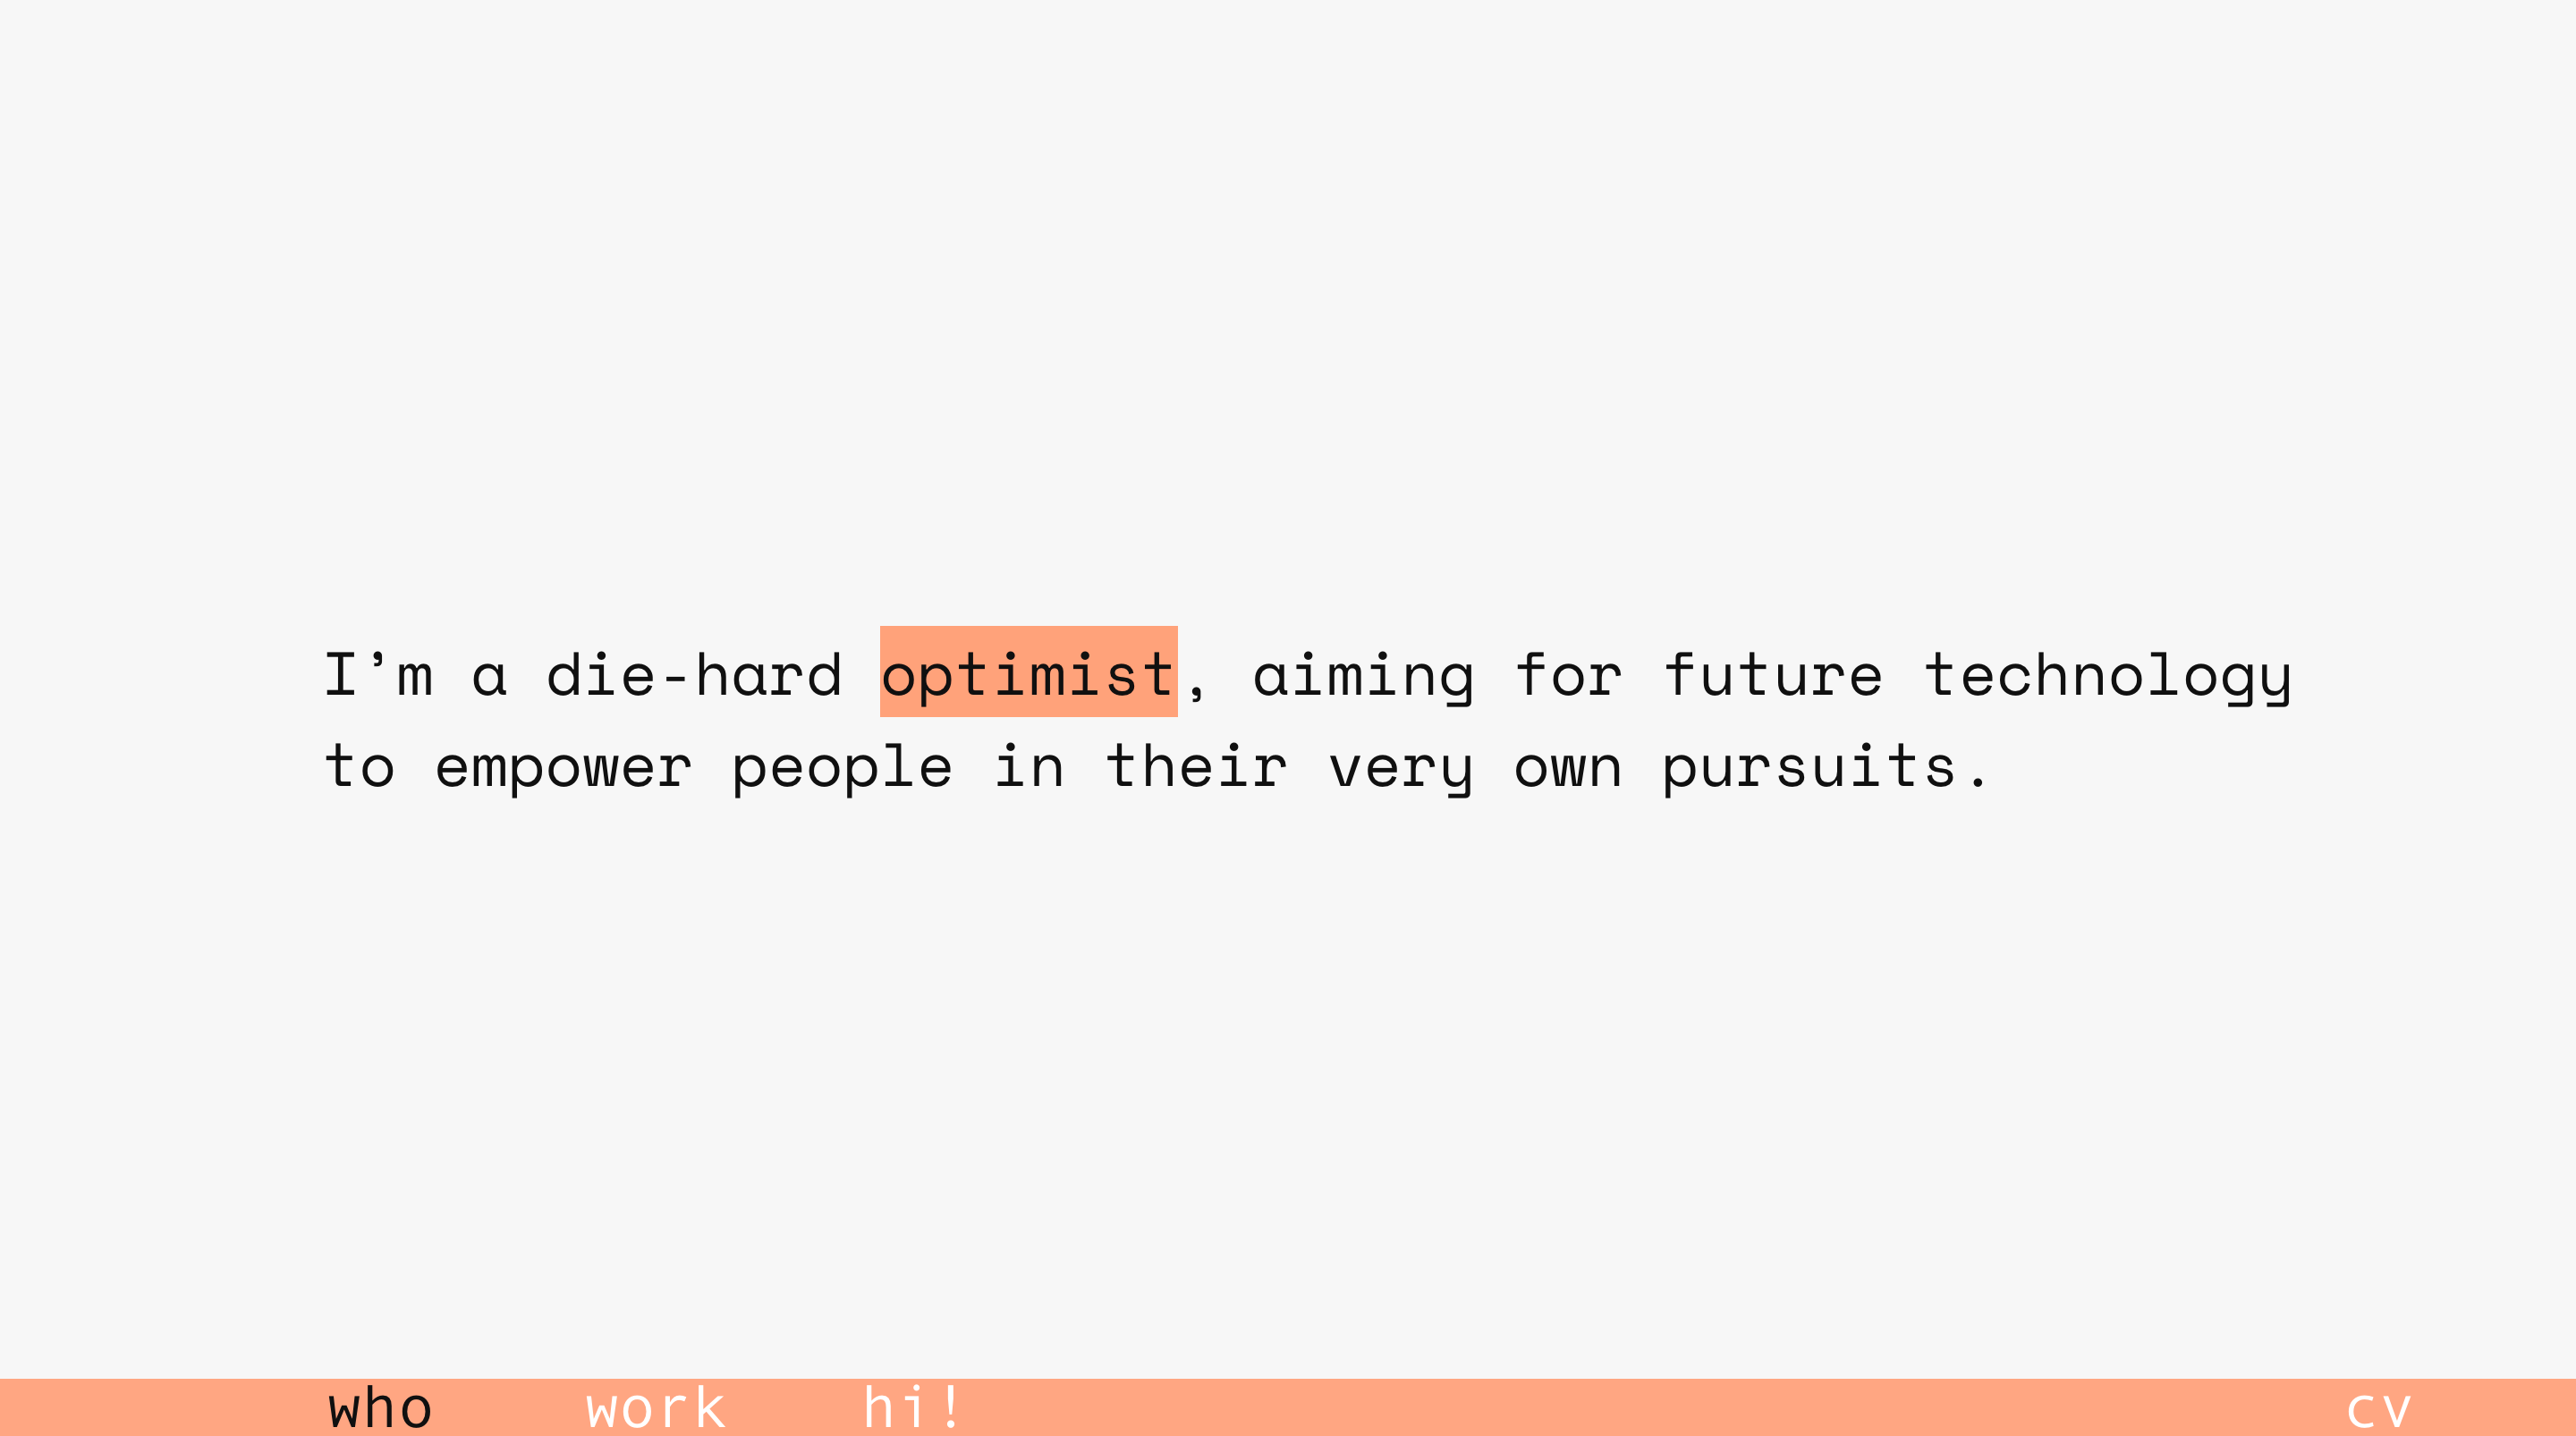 I’m a die-hard optimist, aiming for future technology
to empower people in their very own pursuits.
who work hi! cv